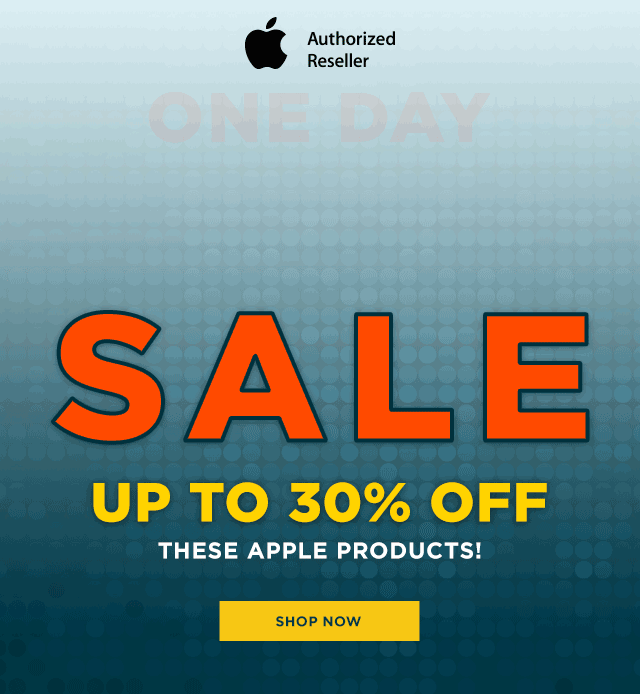 Authorized
Reseller
ONE DAY
SALE
UP TO 30% OFF
THESE APPLE PRODUCTS!
SHOP NOW